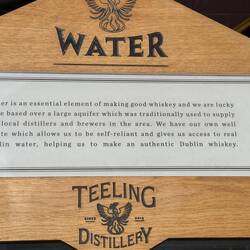 WATER
er is an essential element of making good whiskey and we are lucky
e based over a large aquifer which was traditionally used to supply
local distillers and brewers in the area. We have our own well
te which allows us to be self-reliant and gives us access to real
lin water, helping us to make an authentic Dublin whiskey.
TEELING
SINCE
DISTILLERY